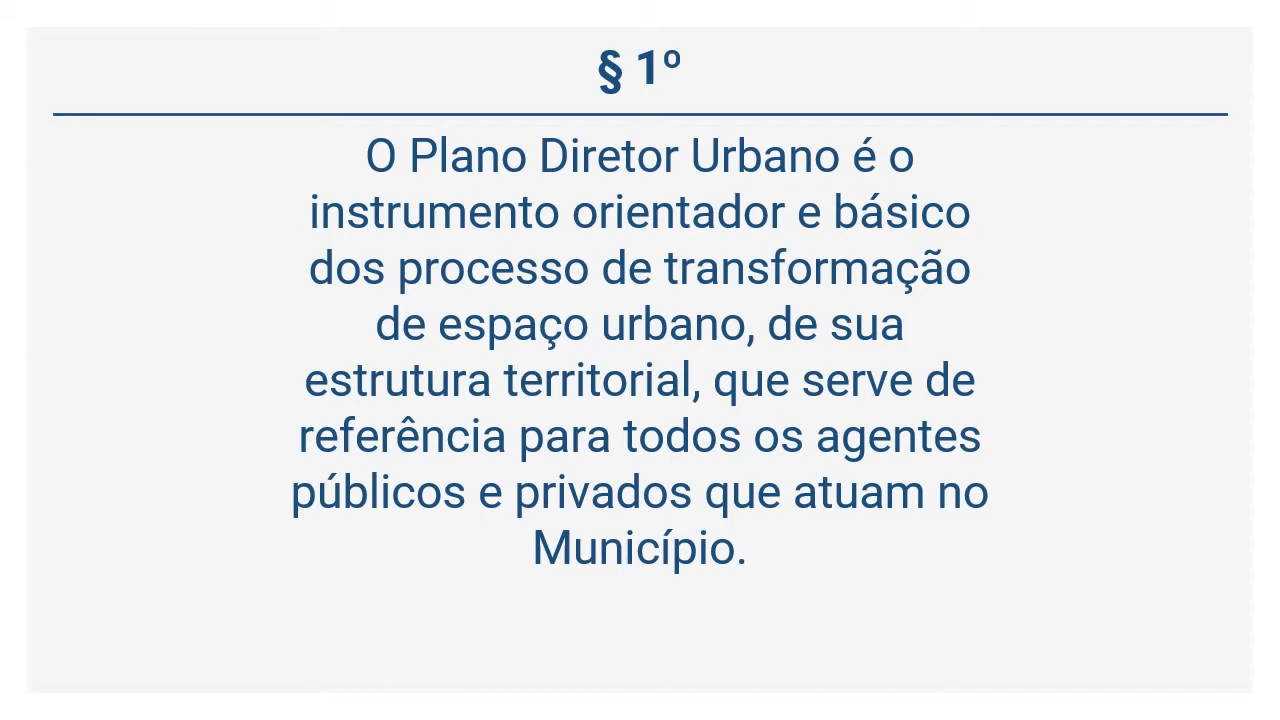 § 1º
O Plano Diretor Urbano é o
instrumento orientador e básico
dos processo de transformação
de espaço urbano, de sua
estrutura territorial, que serve de
referência para todos os agentes
públicos e privados que atuam no
Município.